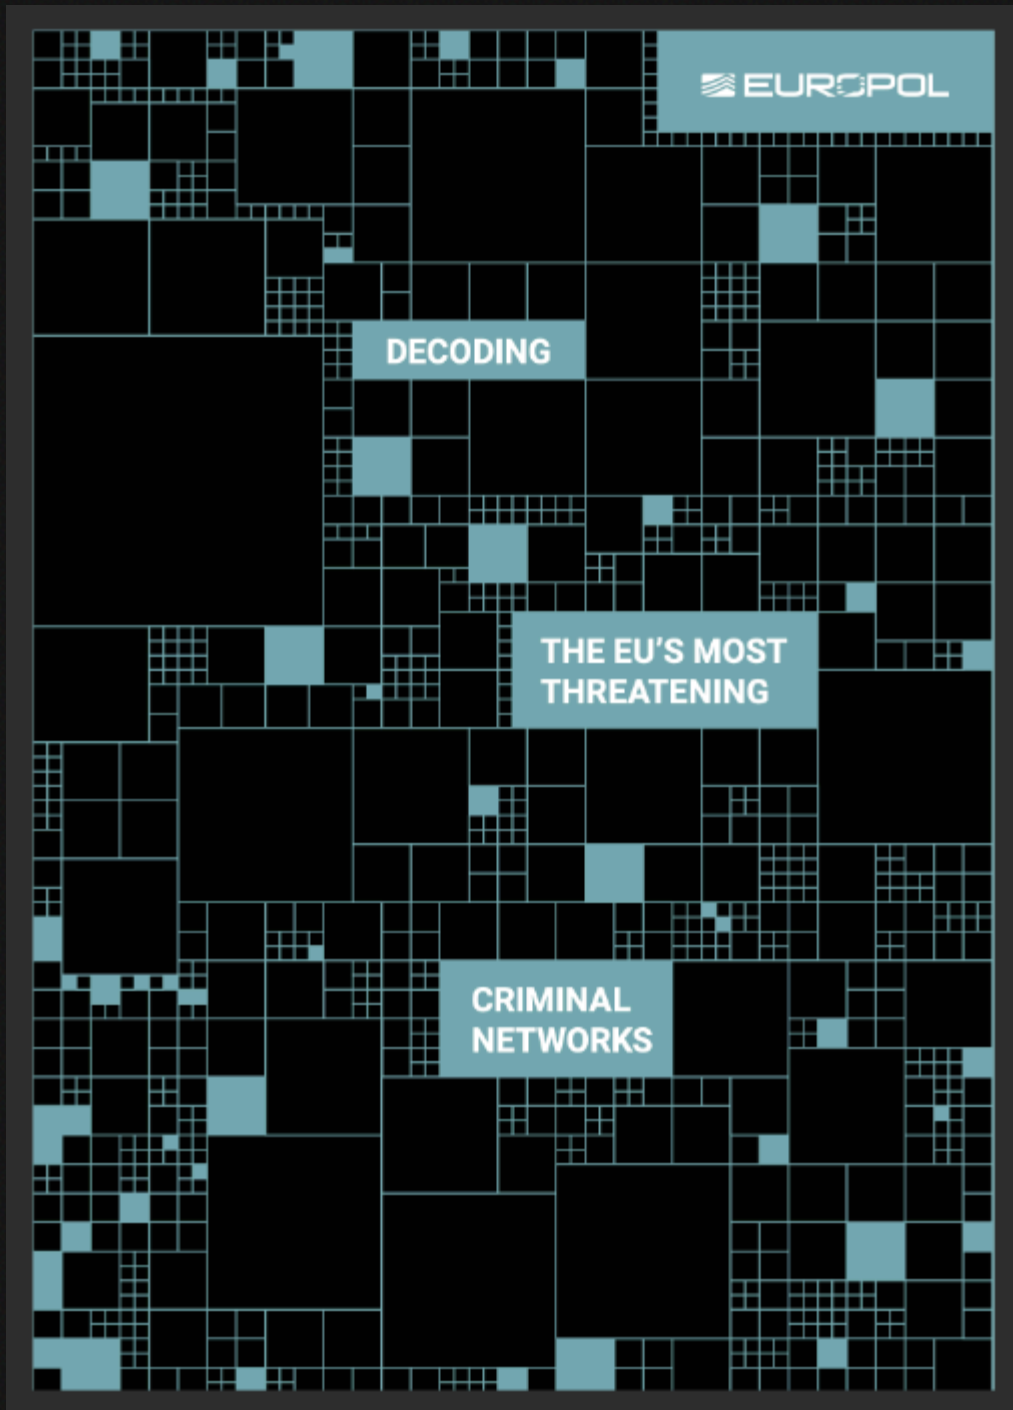 EUROPOL
DECODING
THE EU’S MOST
THREATENING
CRIMINAL
NETWORKS